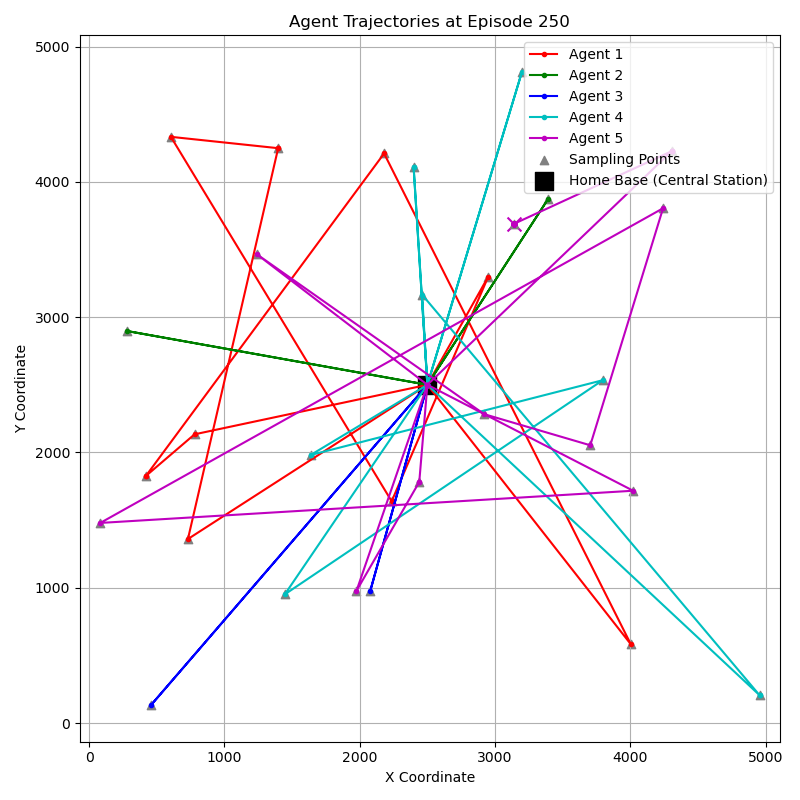 Agent Trajectories at Episode 250
5000
4000
3000
2000
1000
0
Y Coordinate
Agent 1
Agent 2
Agent 3
Agent 4
Agent 5
Sampling Points
Home Base (Central Station)
0 1000 2000 3000 4000 5000
X Coordinate